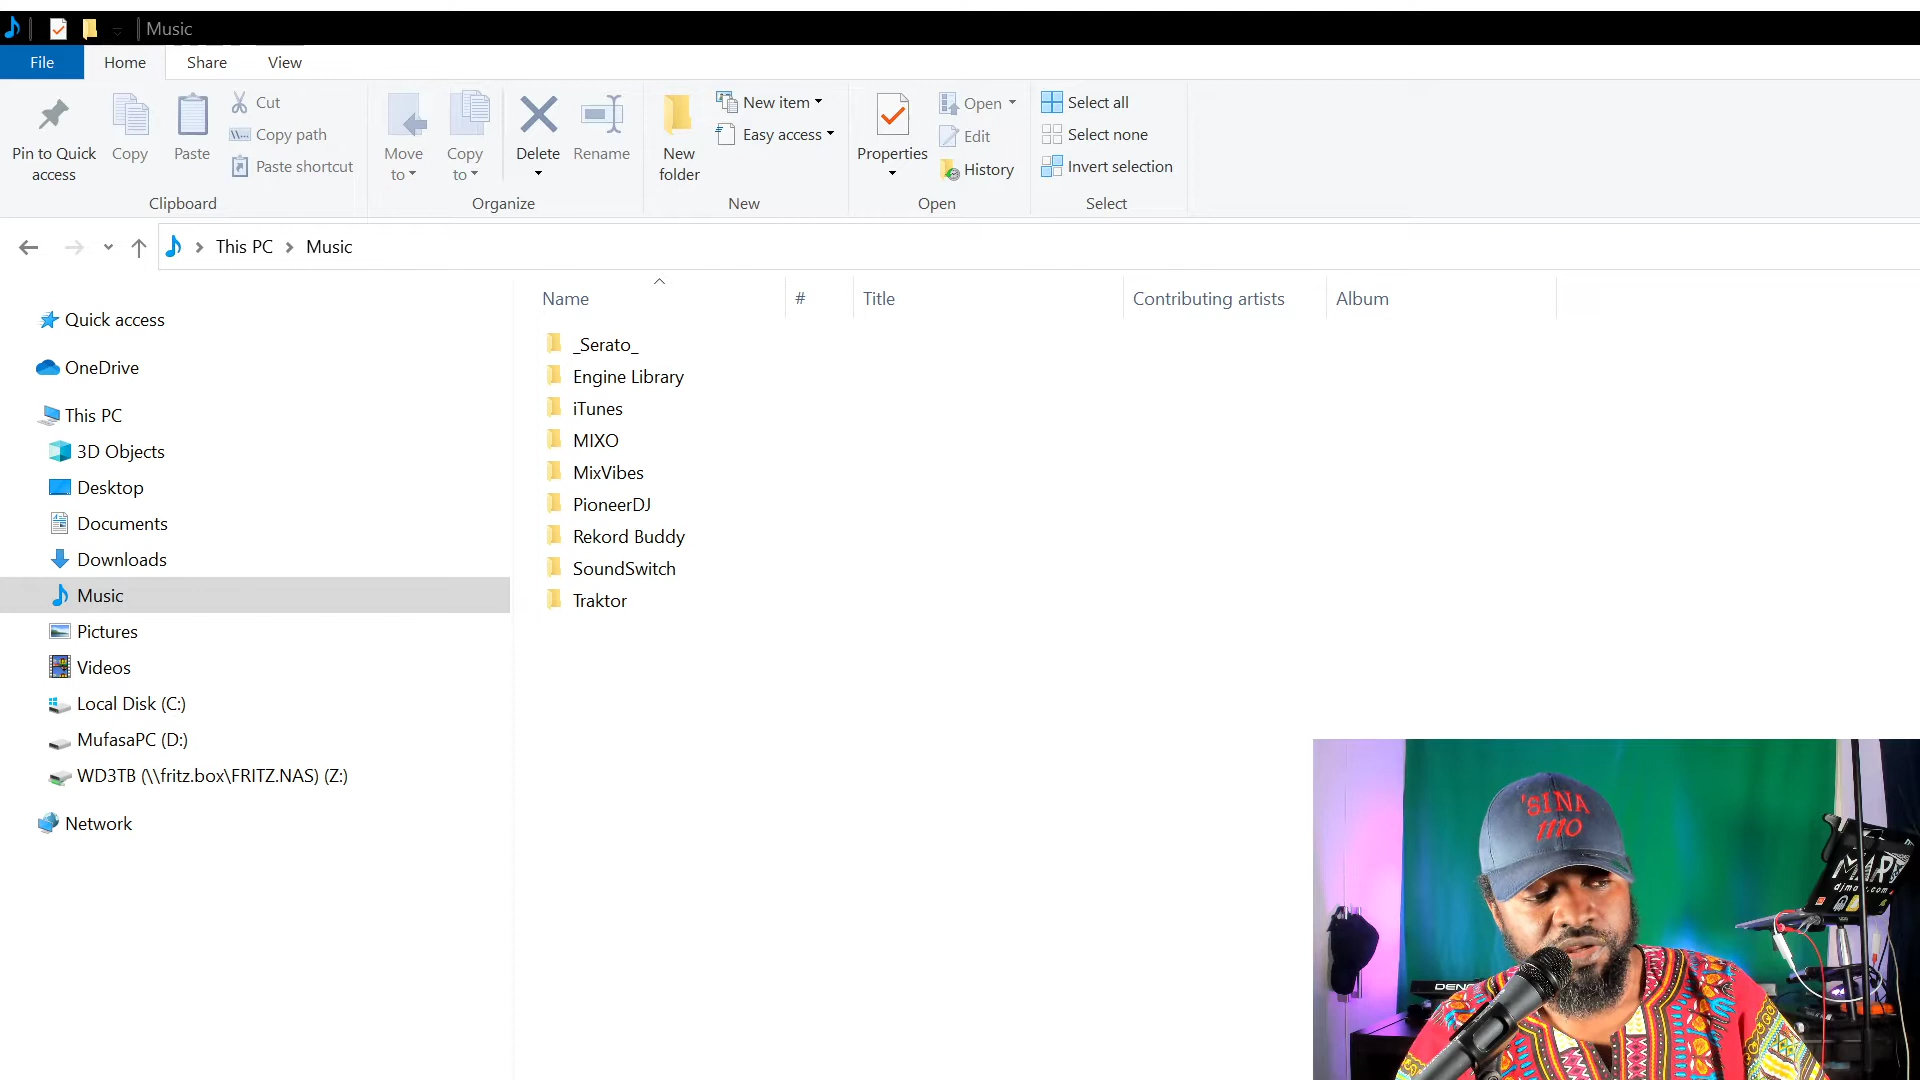 Music
File Home Share View
Pin to Quick access
Copy
Paste
Cut
Copy path
Paste shortcut
Clipboard
Move to
Copy to
Delete
Rename
Organize
New folder
New item
Easy access
New
Properties
Open
Edit
History
Open
Select all
Select none
Invert selection
Select
This PC > Music
Name # Title Contributing artists Album
Quick access
OneDrive
This PC
3D Objects
Desktop
Documents
Downloads
Music
Pictures
Videos
Local Disk (C:)
MufasaPC (D:)
WD3TB (\\fritz.box\FRITZ.NAS) (Z:)
Network
_Serato_
Engine Library
iTunes
MIXO
MixVibes
PioneerDJ
Rekord Buddy
SoundSwitch
Traktor
'SINA
1110